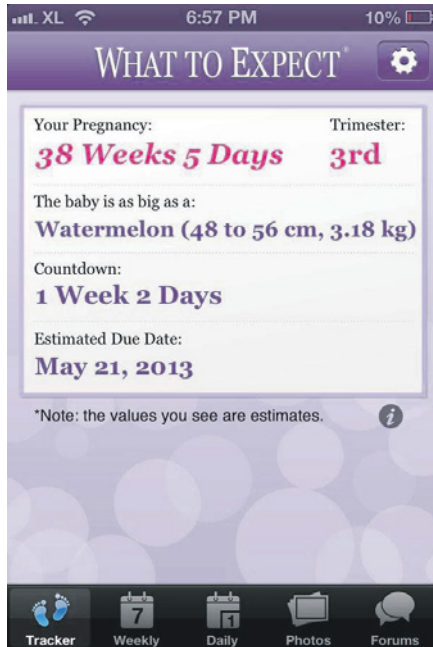 XL 6:57 PM 10%
WHAT TO EXPECT®
Your Pregnancy: Trimester:
38 Weeks 5 Days 3rd
The baby is as big as a:
Watermelon (48 to 56 cm, 3.18 kg)
Countdown:
1 Week 2 Days
Estimated Due Date:
May 21, 2013
*Note: the values you see are estimates. i
7 1
Tracker Weekly Daily Photos Forums